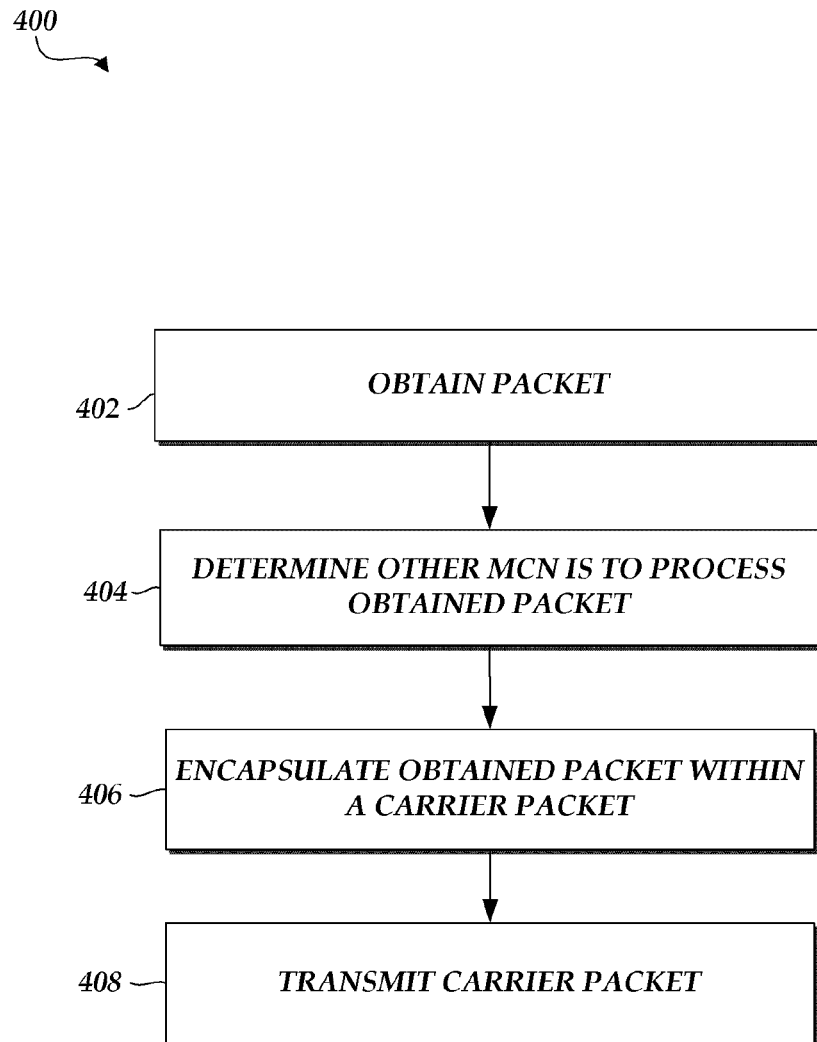 400
402
OBTAIN PACKET
404
DETERMINE OTHER MCN IS TO PROCESS
OBTAINED PACKET
406
ENCAPSULATE OBTAINED PACKET WITHIN
A CARRIER PACKET
408
TRANSMIT CARRIER PACKET